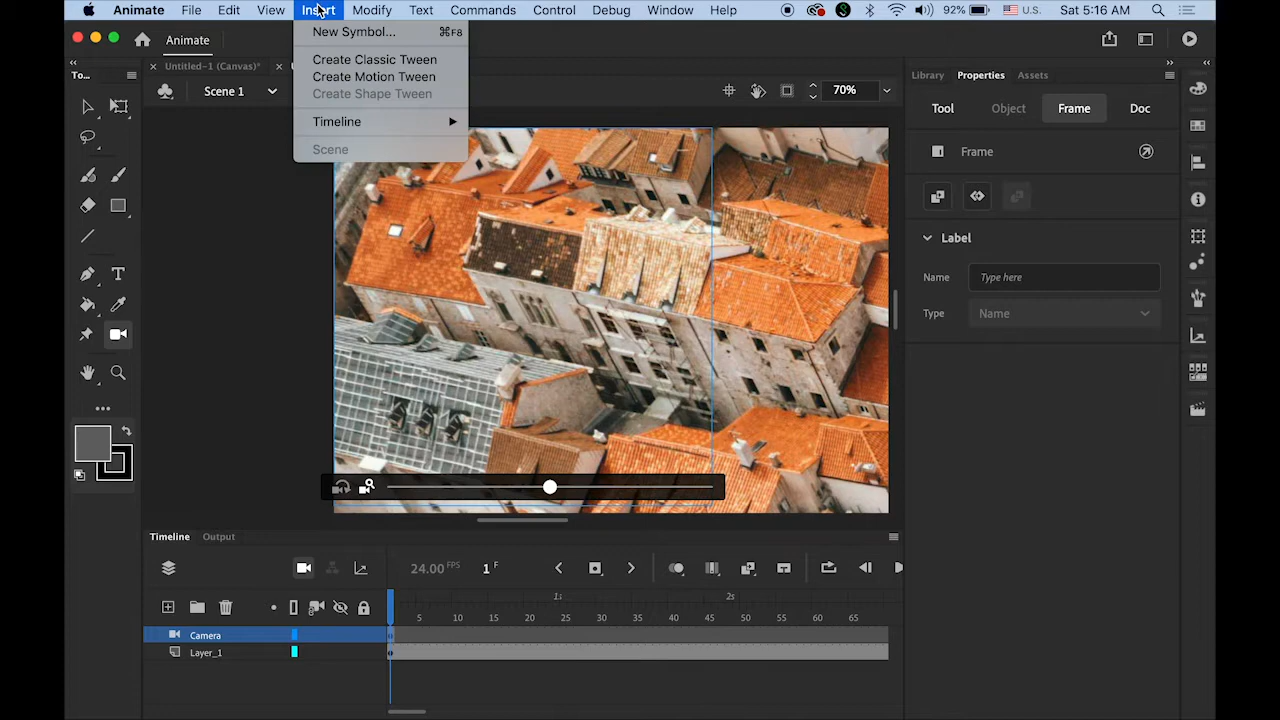 Animate File Edit View Insert Modify Text Commands Control Debug Window Help 92% U.S. Sat 5:16 AM
New Symbol... ⌘F8
Create Classic Tween
Create Motion Tween
Create Shape Tween
Timeline
Scene
Animate
To...
Untitled-1 (Canvas)*
Scene 1
70%
Library Properties Assets
Tool Object Frame Doc
Frame
Label
Name Type here
Type Name
Timeline Output
24.00 FPS 1 F
1s 2s
5 10 15 20 25 30 35 40 45 50 55 60 65
Camera
Layer_1